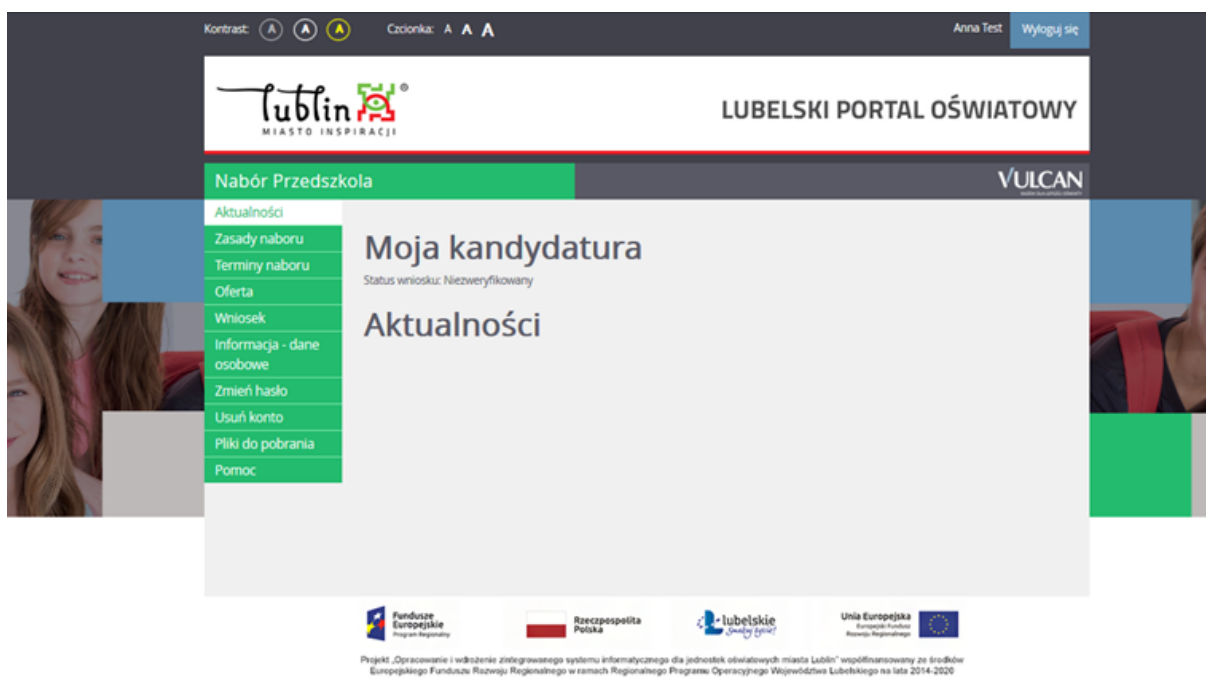 Kontrast: A A A Czcionka: A A A Anna Test Wyloguj się
lublin ®
MIASTO INSPIRACJI
LUBELSKI PORTAL OŚWIATOWY
Nabór Przedszkola
VULCAN
Aktualności
Zasady naboru
Terminy naboru
Oferta
Wniosek
Informacja - dane
osobowe
Zmień hasło
Usuń konto
Pliki do pobrania
Pomoc
Moja kandydatura
Status wniosku: Niezweryfikowany
Aktualności
Fundusze
Europejskie
Program Regionalny
Rzeczpospolita
Polska
lubelskie
Smakuj życie!
Unia Europejska
Europejski Fundusz
Rozwoju Regionalnego
Projekt „Opracowanie i wdrożenie zintegrowanego systemu informatycznego dla jednostek oświatowych miasta Lublin” współfinansowany ze środków
Europejskiego Funduszu Rozwoju Regionalnego w ramach Regionalnego Programu Operacyjnego Województwa Lubelskiego na lata 2014-2020